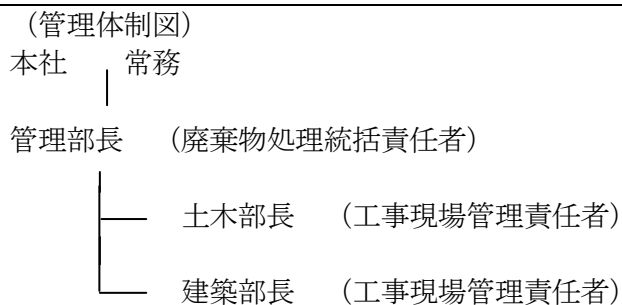 （管理体制図）
本社　常務
管理部長　（廃棄物処理統括責任者）
土木部長　（工事現場管理責任者）
建築部長　（工事現場管理責任者）